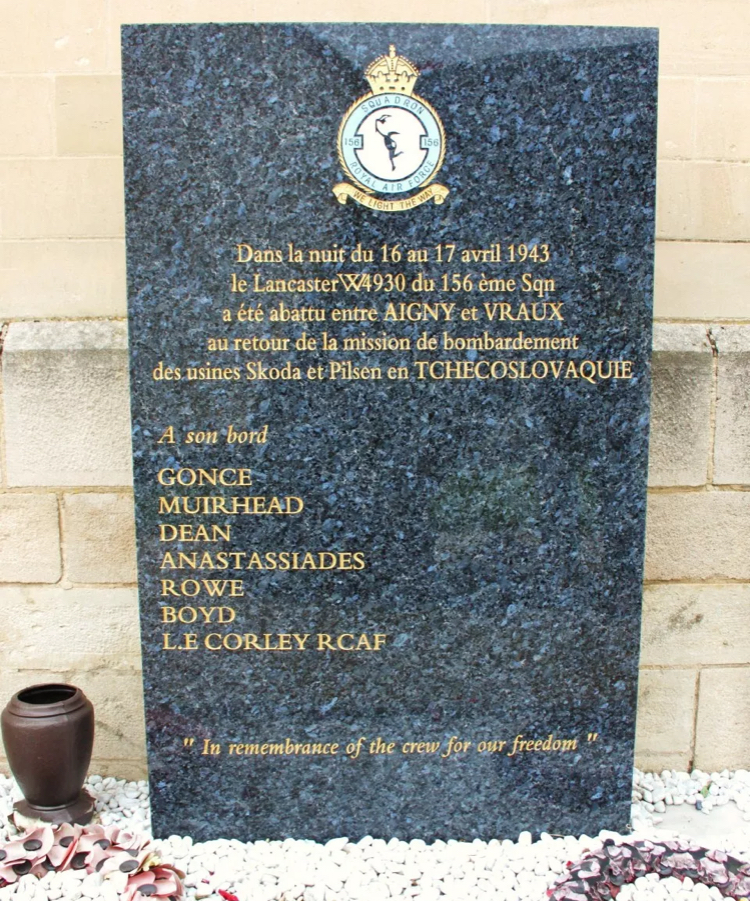 SQUADRON
156 156
ROYAL AIR FORCE
WE LIGHT THE WAY
Dans la nuit du 16 au 17 avril 1943
le Lancaster W4930 du 156 ème Sqn
a été abattu entre AIGNY et VRAUX
au retour de la mission de bombardement
des usines Skoda et Pilsen en TCHECOSLOVAQUIE
A son bord
GONCE
MUIRHEAD
DEAN
ANASTASSIADES
ROWE
BOYD
L.E CORLEY RCAF
" In remembrance of the crew for our freedom "